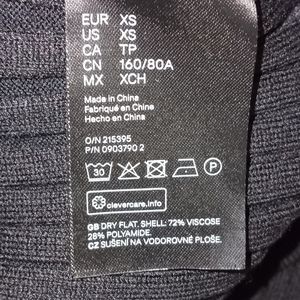 EUR XS
US XS
CA TP
CN 160/80A
MX XCH
Made in China
Fabriqué en Chine
Hecho en China
O/N 215395
P/N 0903790 2
30
P
clevercare.info
GB DRY FLAT. SHELL: 72% VISCOSE
28% POLYAMIDE.
CZ SUŠENÍ NA VODOROVNÉ PLOŠE.